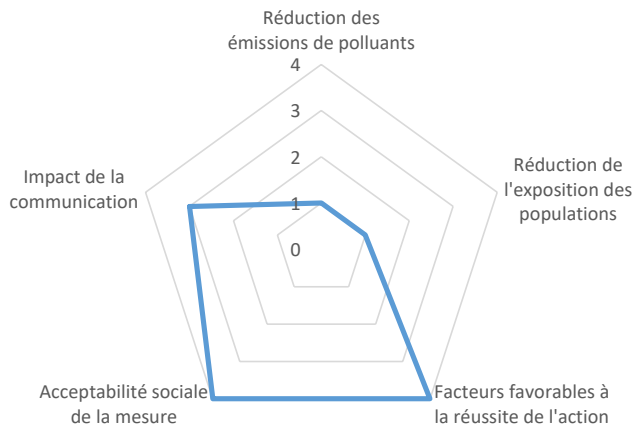 Réduction des
émissions de polluants
4
3
2
1
0
Réduction de
l'exposition des
populations
Facteurs favorables à
la réussite de l'action
Acceptabilité sociale
de la mesure
Impact de la
communication